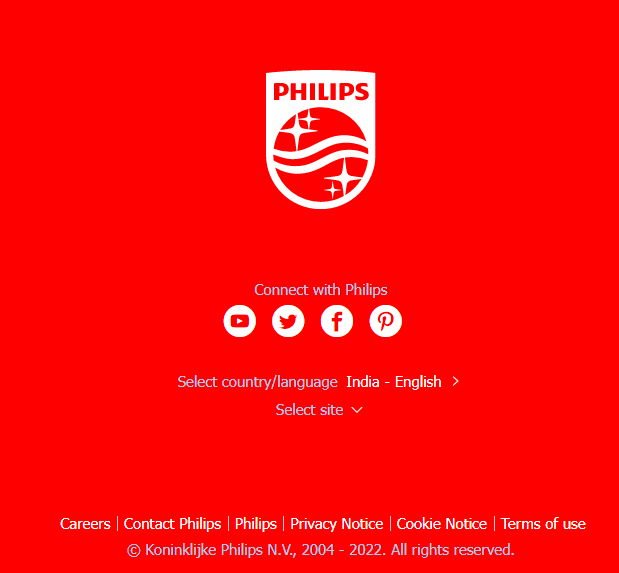 PHILIPS
Connect with Philips
Select country/language India - English
Select site
Careers | Contact Philips | Philips | Privacy Notice | Cookie Notice | Terms of use
© Koninklijke Philips N.V., 2004 - 2022. All rights reserved.